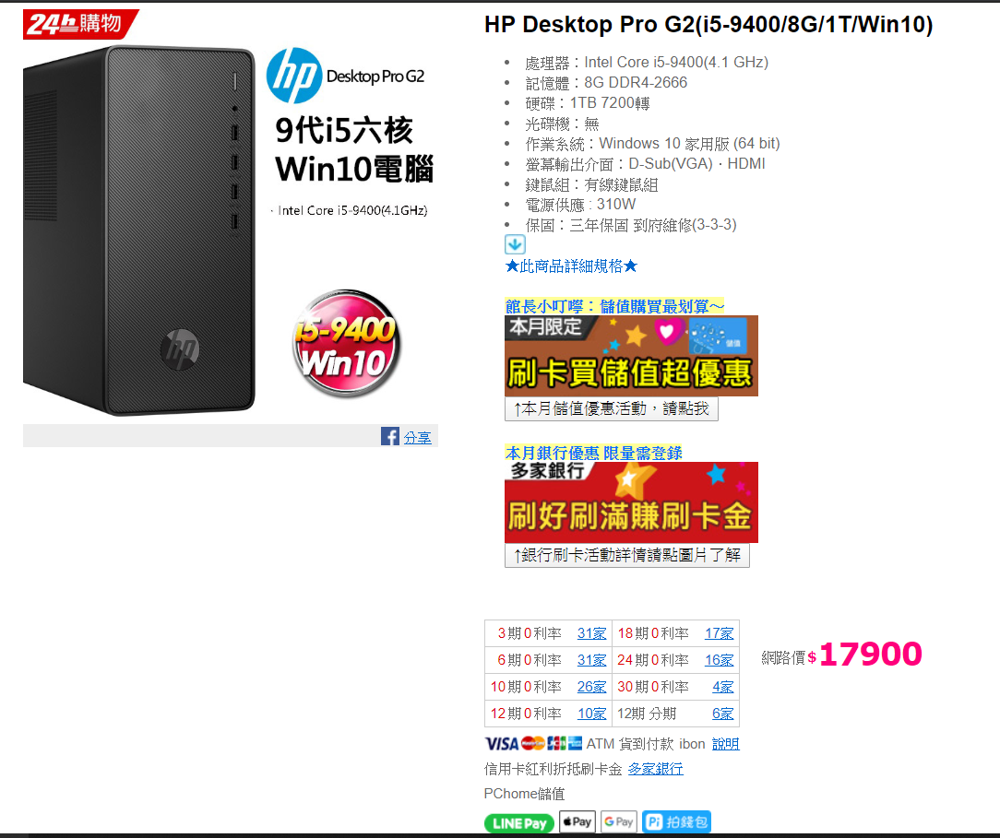 24h購物
hp Desktop Pro G2
9代i5六核
Win10電腦
· Intel Core i5-9400(4.1GHz)
hp
i5-9400
Win10
分享
HP Desktop Pro G2(i5-9400/8G/1T/Win10)
• 處理器：Intel Core i5-9400(4.1 GHz)
• 記憶體：8G DDR4-2666
• 硬碟：1TB 7200轉
• 光碟機：無
• 作業系統：Windows 10 家用版 (64 bit)
• 螢幕輸出介面：D-Sub(VGA)．HDMI
• 鍵鼠組：有線鍵鼠組
• 電源供應 : 310W
• 保固：三年保固 到府維修(3-3-3)
★此商品詳細規格★
館長小叮嚀：儲值購買最划算～
本月限定
儲值
刷卡買儲值超優惠
↑本月儲值優惠活動，請點我
本月銀行優惠 限量需登錄
多家銀行
刷好刷滿賺刷卡金
↑銀行刷卡活動詳情請點圖片了解
3期0利率 31家 18期0利率 17家
6期0利率 31家 24期0利率 16家
10期0利率 26家 30期0利率 4家
12期0利率 10家 12期 分期 6家
網路價$17900
VISA MasterCard JCB ATM 貨到付款 ibon 說明
信用卡紅利折抵刷卡金 多家銀行
PChome儲值
LINE Pay Pay G Pay Pi 拍錢包